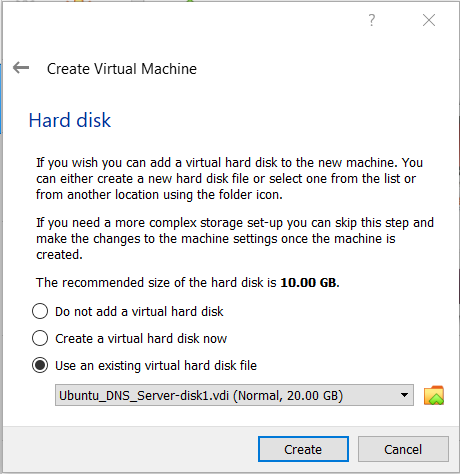 ?
Create Virtual Machine
Hard disk
If you wish you can add a virtual hard disk to the new machine. You
can either create a new hard disk file or select one from the list or
from another location using the folder icon.
If you need a more complex storage set-up you can skip this step and
make the changes to the machine settings once the machine is
created.
The recommended size of the hard disk is 10.00 GB.
Do not add a virtual hard disk
Create a virtual hard disk now
Use an existing virtual hard disk file
Ubuntu_DNS_Server-disk1.vdi (Normal, 20.00 GB)
Create
Cancel